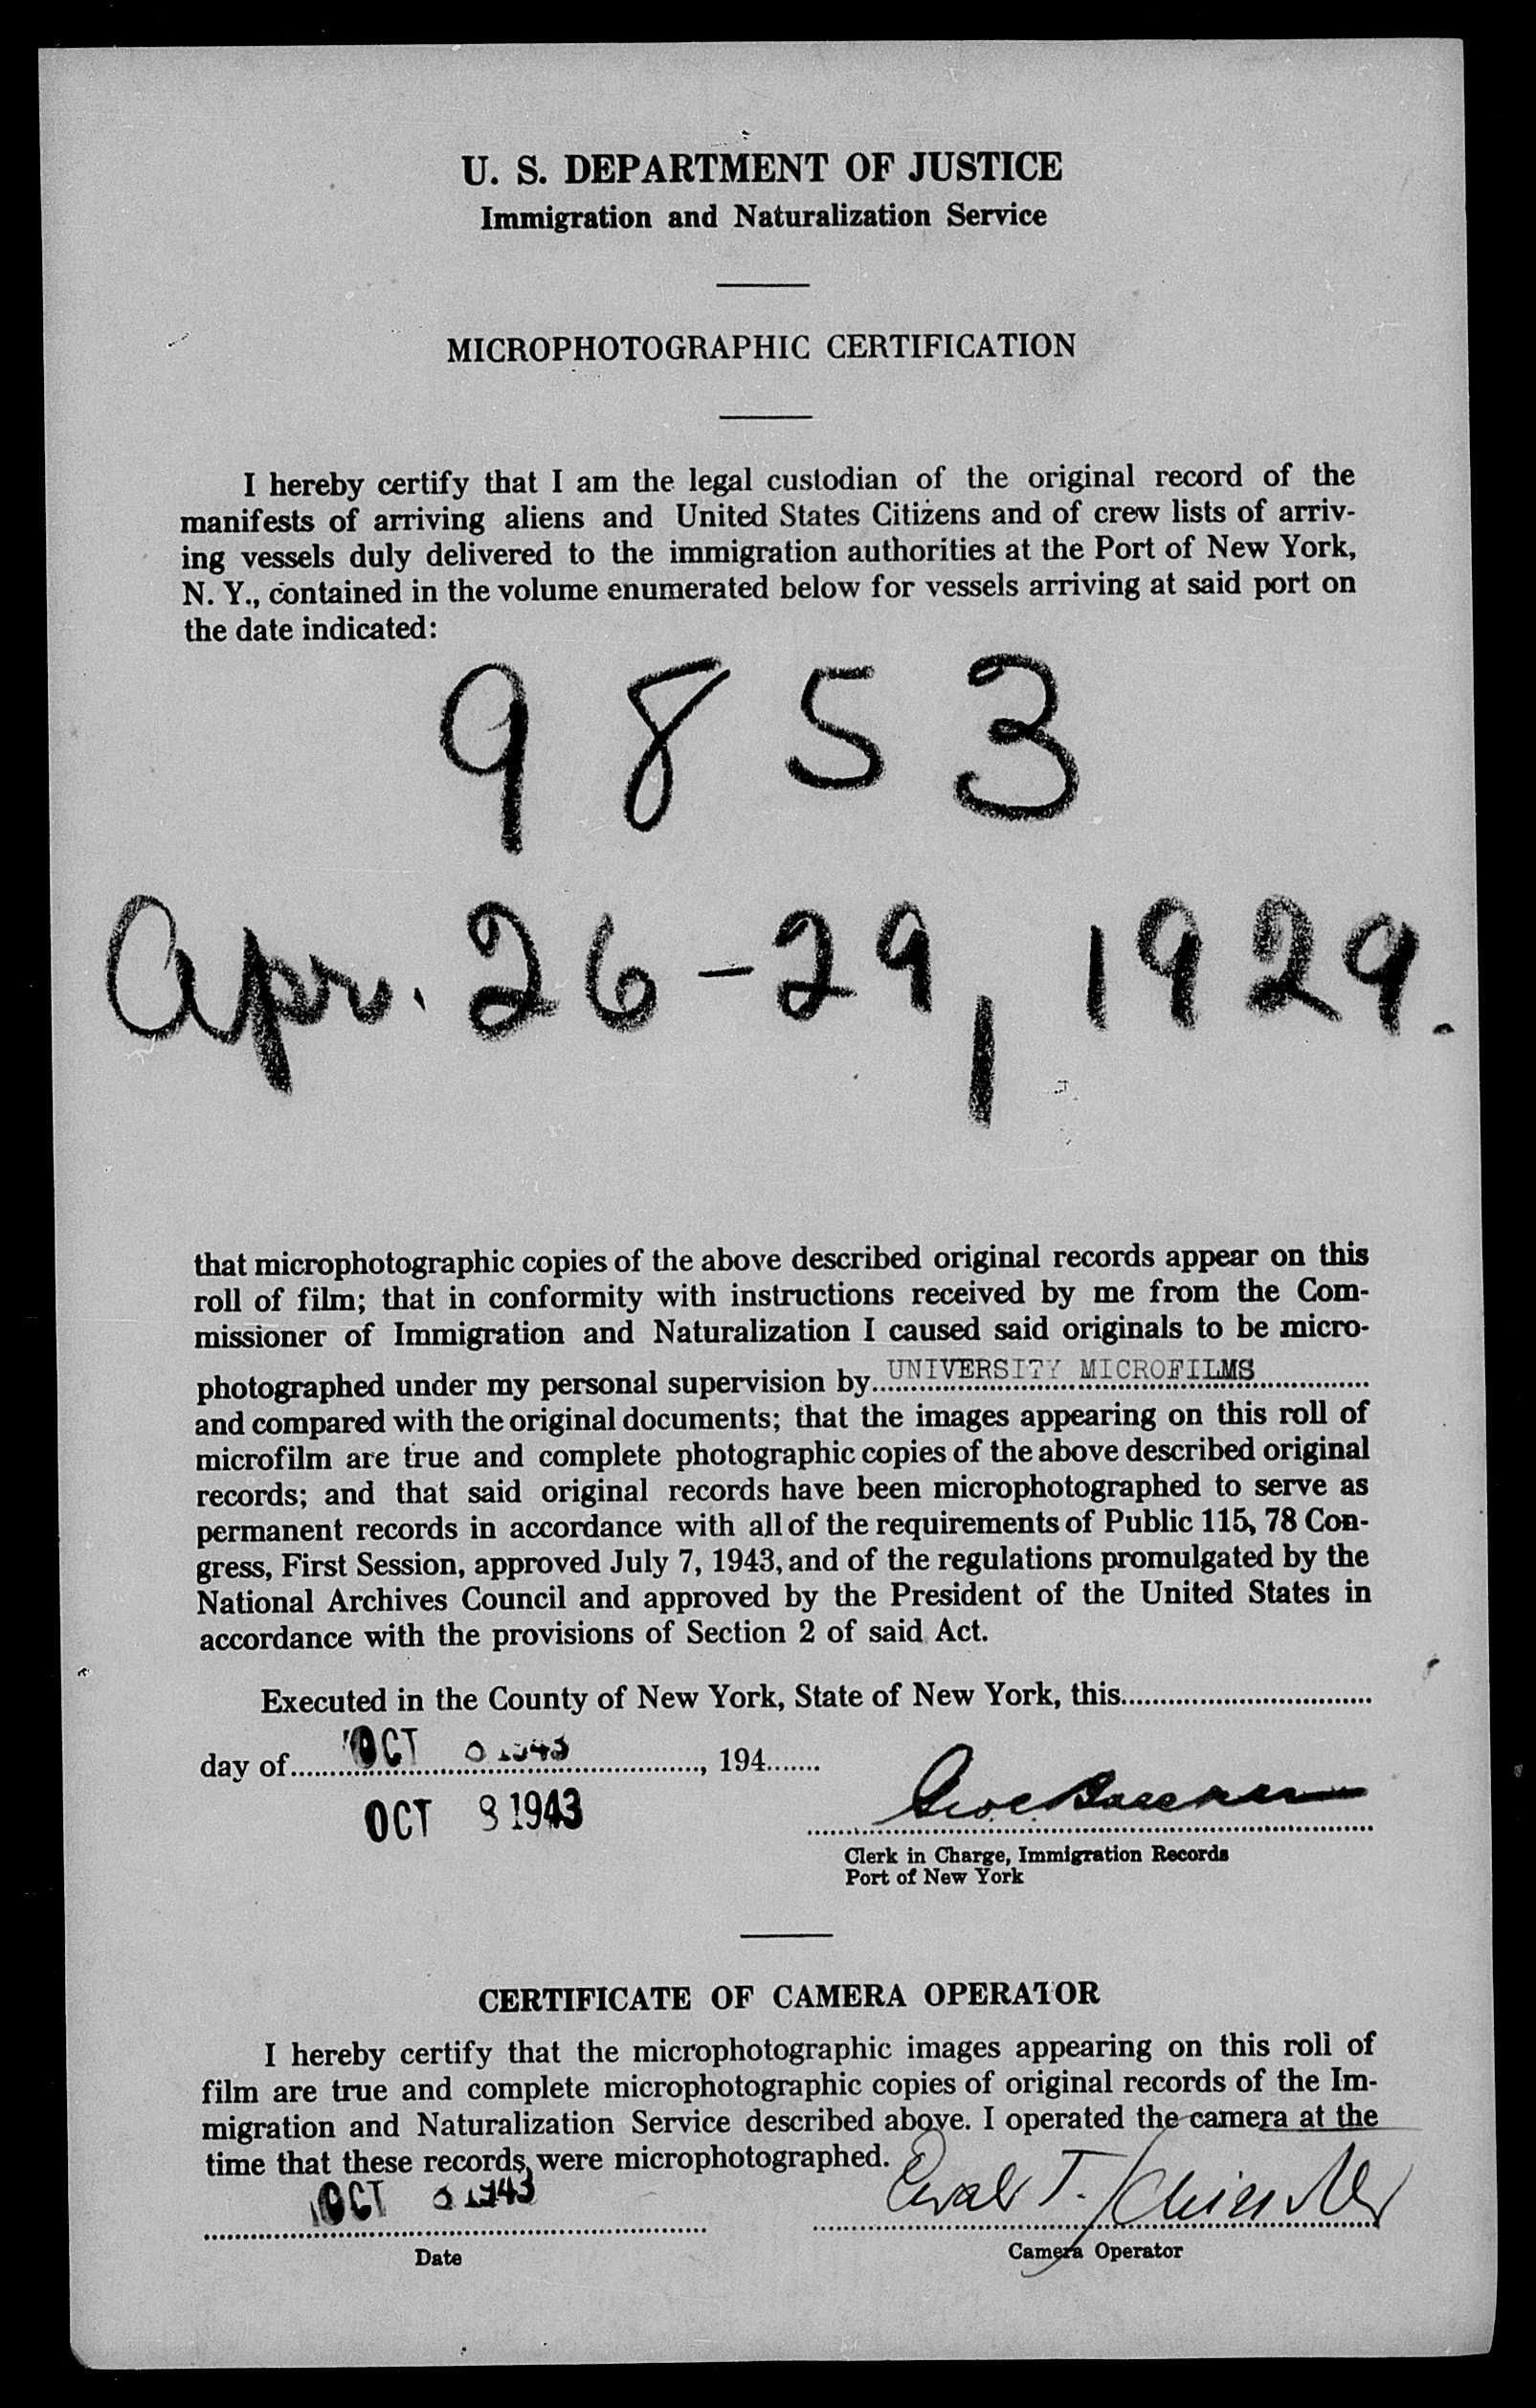 U. S. DEPARTMENT OF JUSTICE
Immigration and Naturalization Service
MICROPHOTOGRAPHIC CERTIFICATION
I hereby certify that I am the legal custodian of the original record of the
manifests of arriving aliens and United States Citizens and of crew lists of arriv-
ing vessels duly delivered to the immigration authorities at the Port of New York,
N. Y., contained in the volume enumerated below for vessels arriving at said port on
the date indicated:
9853
Apr. 26-29, 1929.
that microphotographic copies of the above described original records appear on this
roll of film; that in conformity with instructions received by me from the Com-
missioner of Immigration and Naturalization I caused said originals to be micro-
photographed under my personal supervision by UNIVERSITY MICROFILMS
and compared with the original documents; that the images appearing on this roll of
microfilm are true and complete photographic copies of the above described original
records; and that said original records have been microphotographed to serve as
permanent records in accordance with all of the requirements of Public 115, 78 Con-
gress, First Session, approved July 7, 1943, and of the regulations promulgated by the
National Archives Council and approved by the President of the United States in
accordance with the provisions of Section 2 of said Act.
Executed in the County of New York, State of New York, this
day of OCT 1943, 194
OCT 8 1943
Clerk in Charge, Immigration Records
Port of New York
CERTIFICATE OF CAMERA OPERATOR
I hereby certify that the microphotographic images appearing on this roll of
film are true and complete microphotographic copies of original records of the Im-
migration and Naturalization Service described above. I operated the camera at the
time that these records were microphotographed.
OCT 1943
T.
Date
Camera Operator